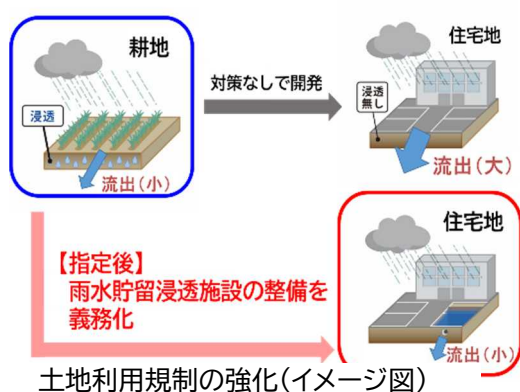 耕地
浸透
流出(小)
対策なしで開発
住宅地
浸透
無し
流出(大)
【指定後】
雨水貯留浸透施設の整備を
義務化
住宅地
流出(小)
土地利用規制の強化(イメージ図)